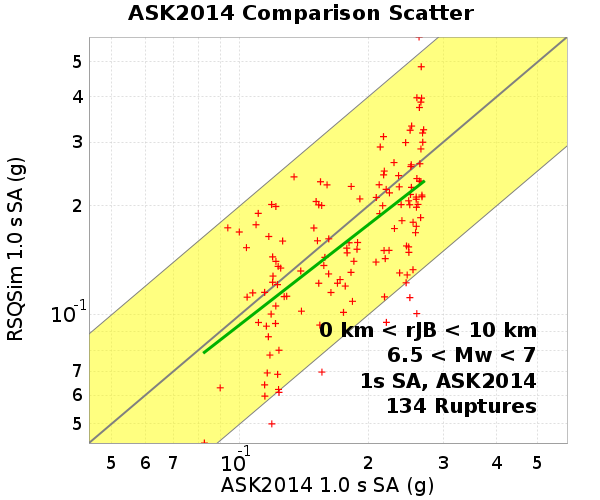 ASK2014 Comparison Scatter
RSQSim 1.0 s SA (g)
5
4
3
2
10⁻¹
7
6
5
0 km < rJB < 10 km
6.5 < Mw < 7
1s SA, ASK2014
134 Ruptures
5 6 7 10⁻¹ 2 3 4 5
ASK2014 1.0 s SA (g)